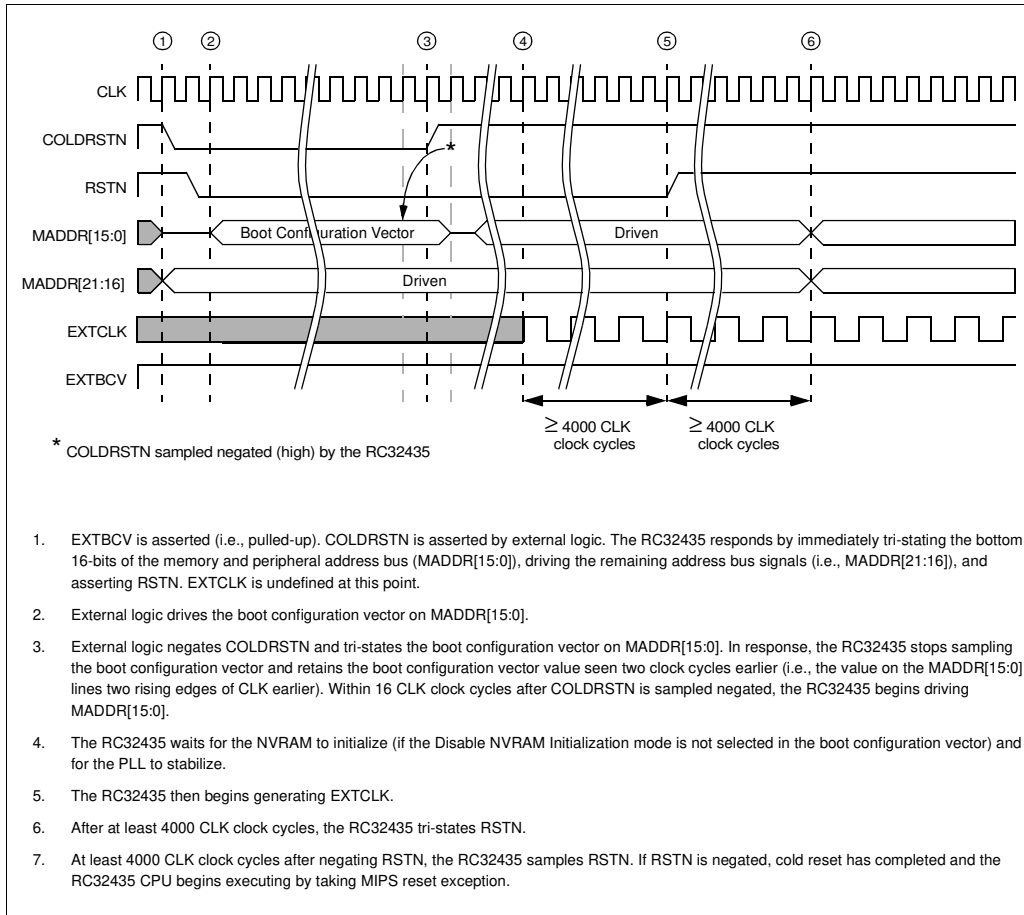 1 2 3 4 5 6
CLK
COLDRSTN
*
RSTN
MADDR[15:0] Boot Configuration Vector Driven
MADDR[21:16] Driven
EXTCLK
EXTBCV
≥ 4000 CLK clock cycles
≥ 4000 CLK clock cycles
* COLDRSTN sampled negated (high) by the RC32435
1. EXTBCV is asserted (i.e., pulled-up). COLDRSTN is asserted by external logic. The RC32435 responds by immediately tri-stating the bottom
16-bits of the memory and peripheral address bus (MADDR[15:0]), driving the remaining address bus signals (i.e., MADDR[21:16]), and
asserting RSTN. EXTCLK is undefined at this point.
2. External logic drives the boot configuration vector on MADDR[15:0].
3. External logic negates COLDRSTN and tri-states the boot configuration vector on MADDR[15:0]. In response, the RC32435 stops sampling
the boot configuration vector and retains the boot configuration vector value seen two clock cycles earlier (i.e., the value on the MADDR[15:0]
lines two rising edges of CLK earlier). Within 16 CLK clock cycles after COLDRSTN is sampled negated, the RC32435 begins driving
MADDR[15:0].
4. The RC32435 waits for the NVRAM to initialize (if the Disable NVRAM Initialization mode is not selected in the boot configuration vector) and
for the PLL to stabilize.
5. The RC32435 then begins generating EXTCLK.
6. After at least 4000 CLK clock cycles, the RC32435 tri-states RSTN.
7. At least 4000 CLK clock cycles after negating RSTN, the RC32435 samples RSTN. If RSTN is negated, cold reset has completed and the
RC32435 CPU begins executing by taking MIPS reset exception.